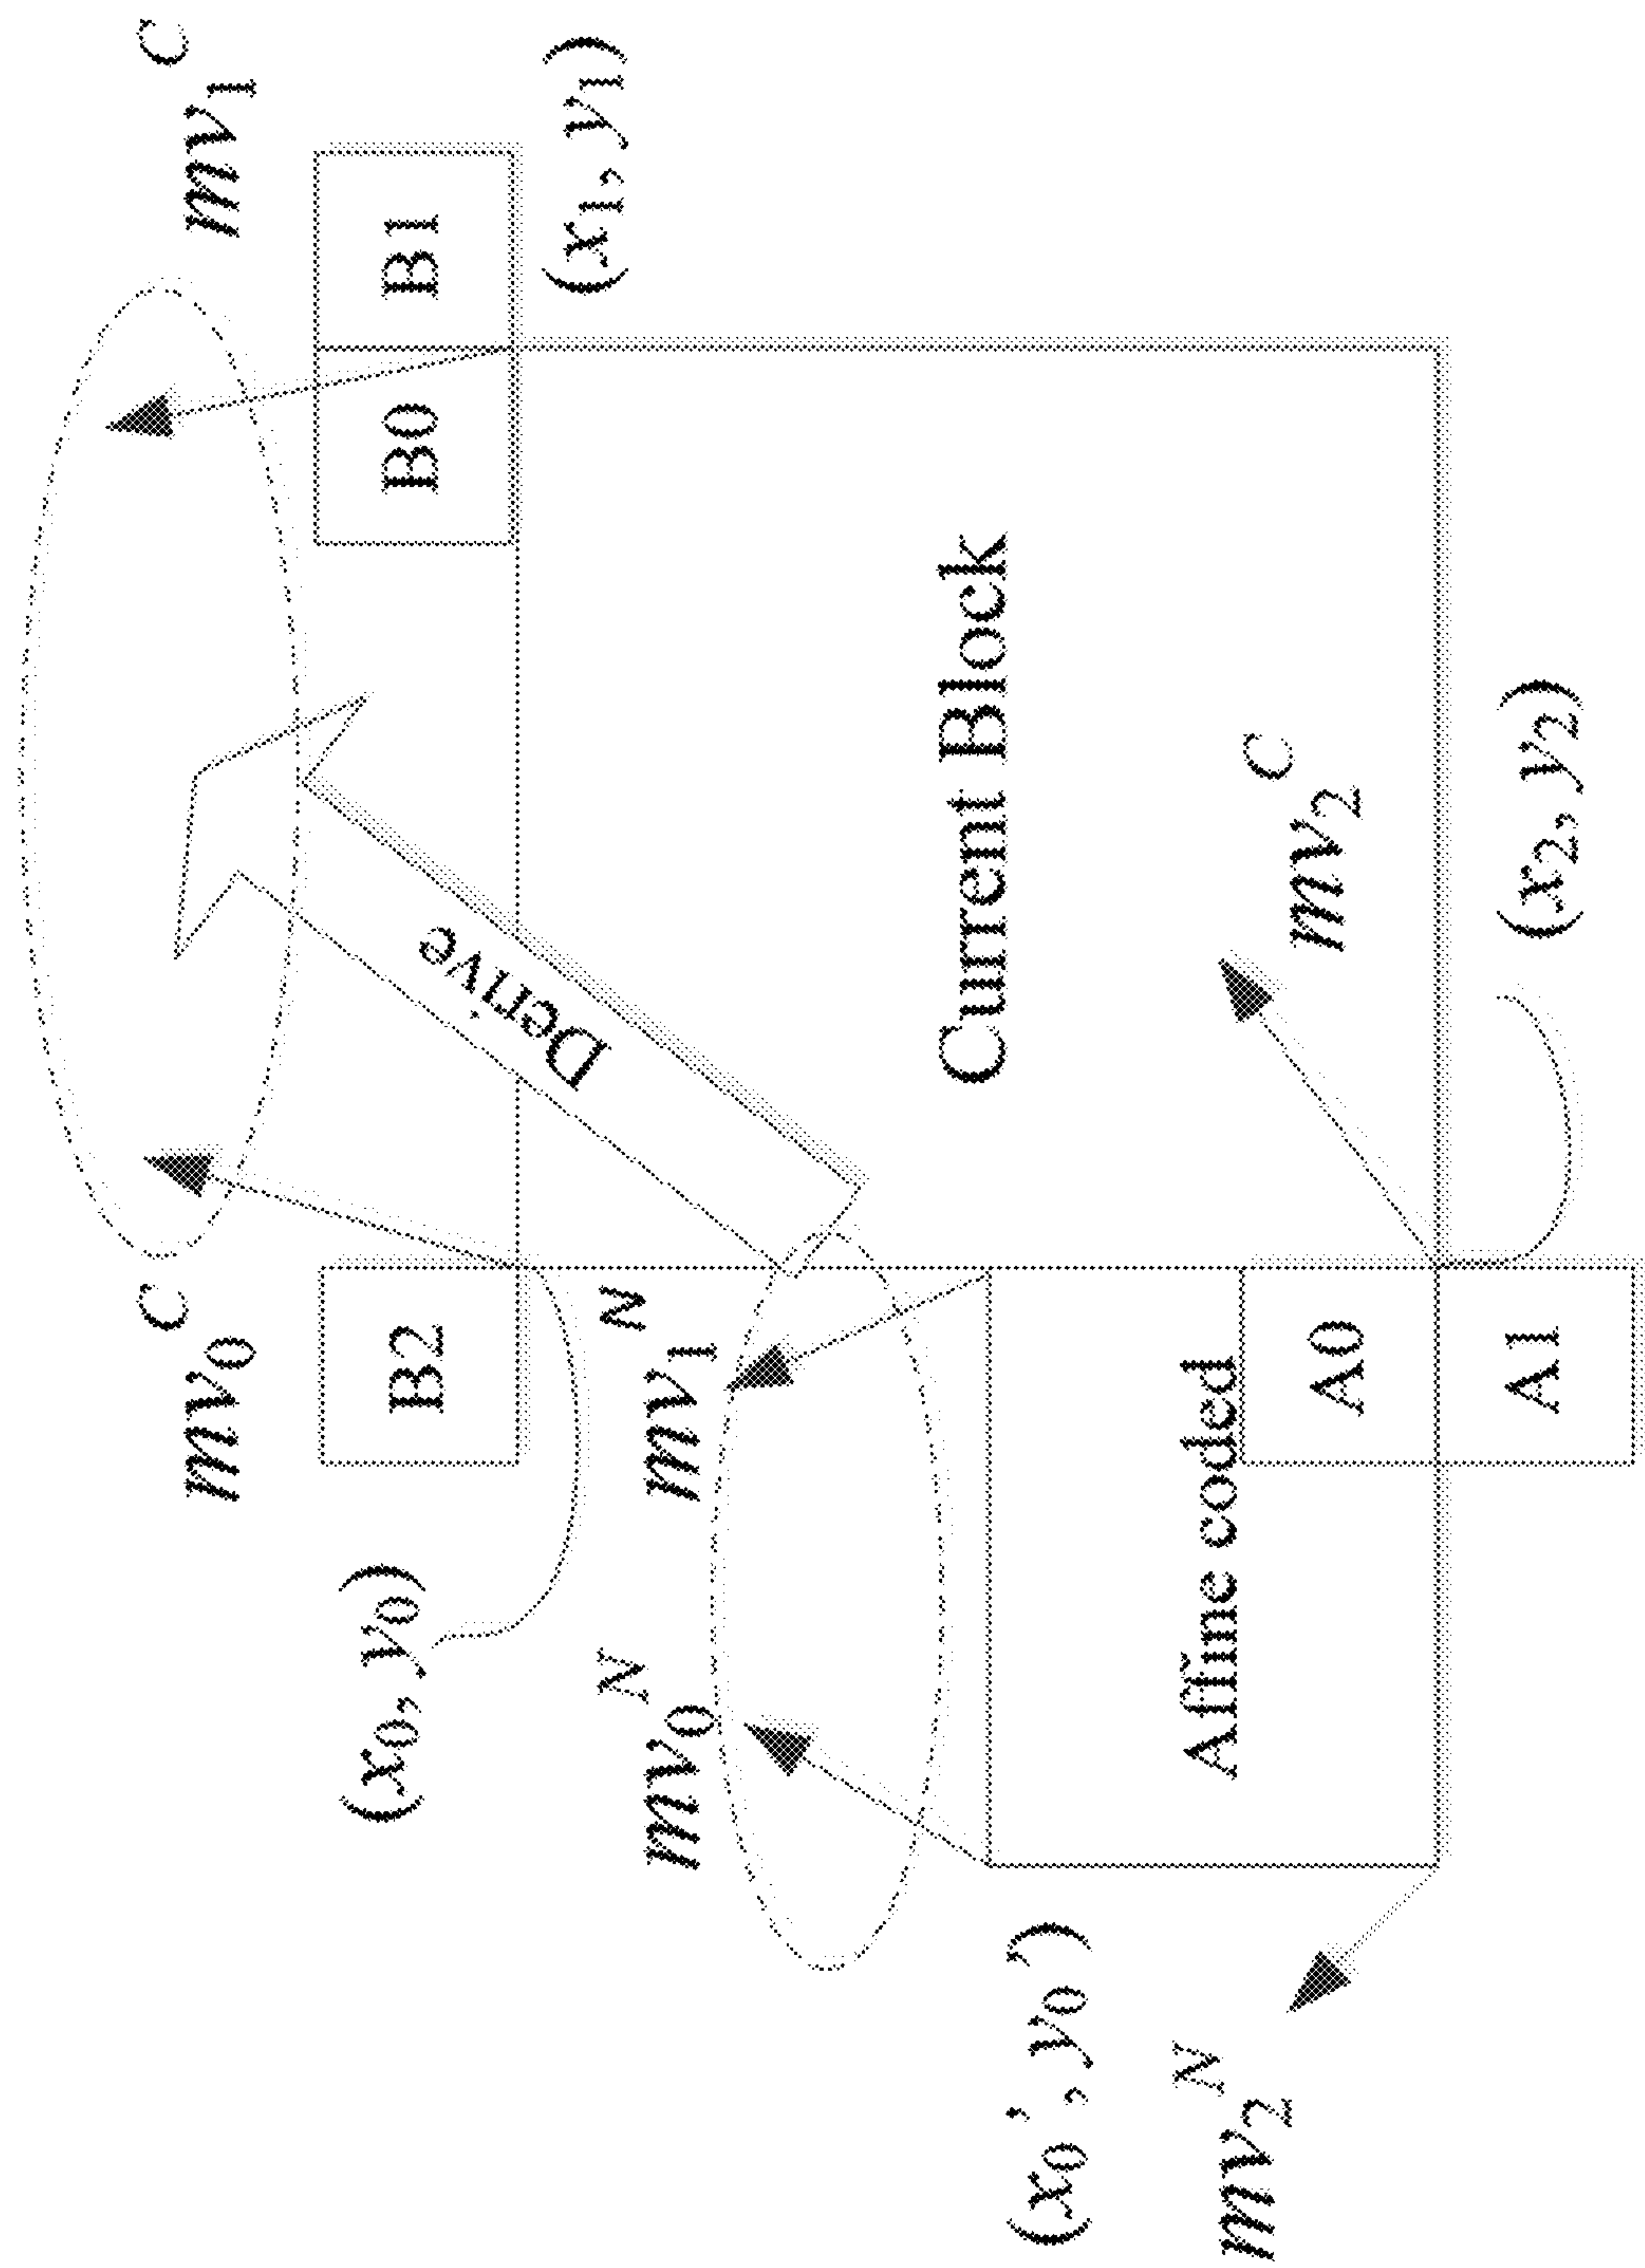 mv₀ᶜ
mv₁ᶜ
B2
B0
B1
(x₀, y₀)
(x₁, y₁)
Derive
mv₀ᴺ
mv₁ᴺ
Current Block
(x₀', y₀')
Affine coded
mv₂ᴺ
A0
mv₂ᶜ
A1
(x₂, y₂)